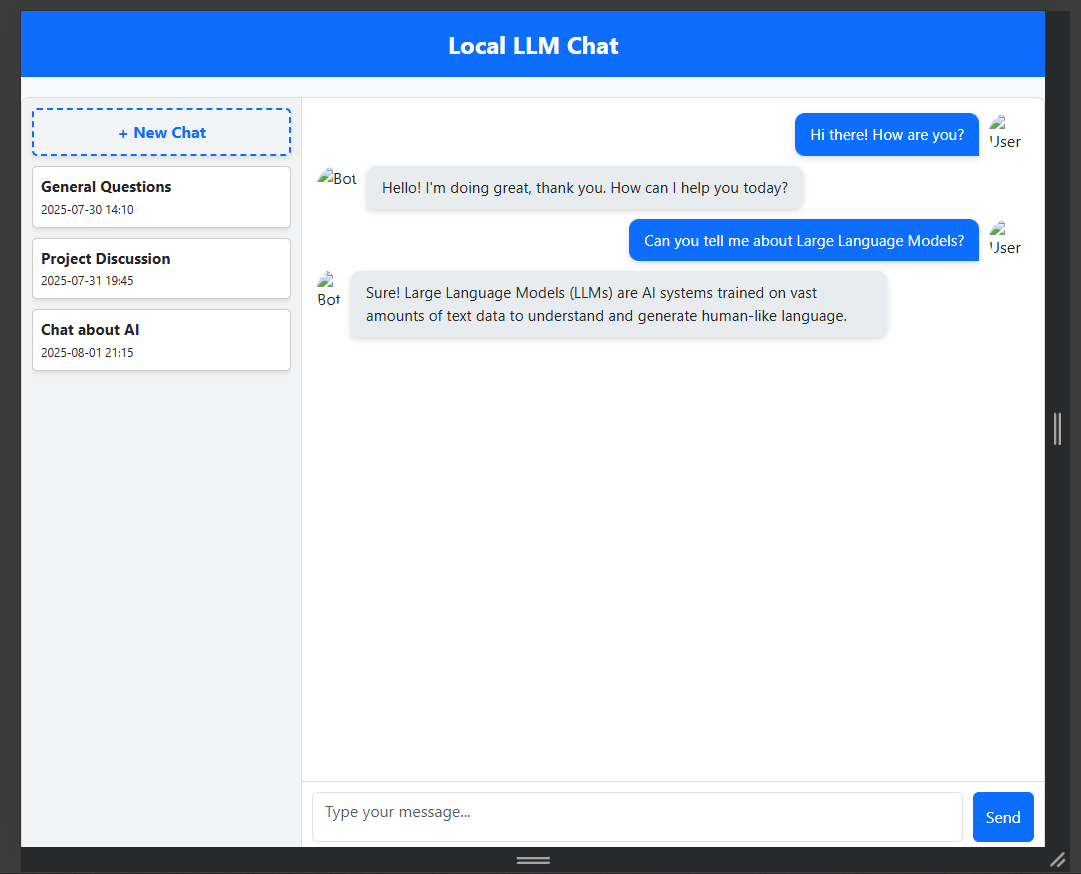 Local LLM Chat
+ New Chat
General Questions
2025-07-30 14:10
Project Discussion
2025-07-31 19:45
Chat about AI
2025-08-01 21:15
Hi there! How are you?
User
Bot
Hello! I'm doing great, thank you. How can I help you today?
Can you tell me about Large Language Models?
User
Bot
Sure! Large Language Models (LLMs) are AI systems trained on vast
amounts of text data to understand and generate human-like language.
Type your message...
Send